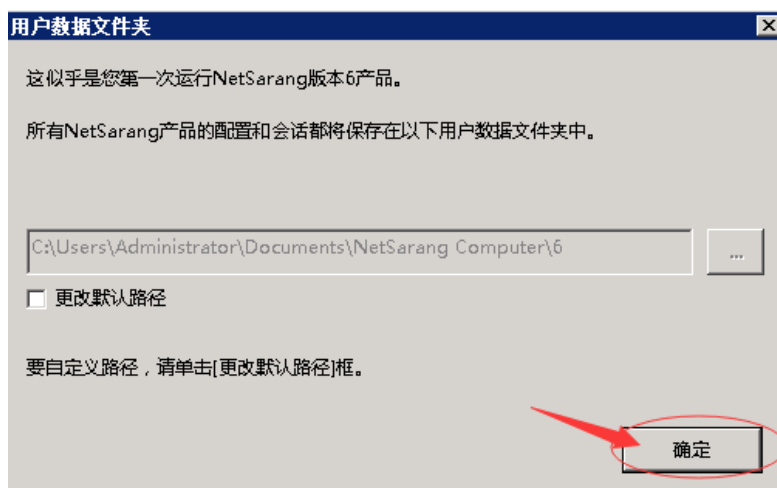 用户数据文件夹
这似乎是您第一次运行NetSarang版本6产品。
所有NetSarang产品的配置和会话都将保存在以下用户数据文件夹中。
C:\Users\Administrator\Documents\NetSarang Computer\6
...
更改默认路径
要自定义路径，请单击[更改默认路径]框。
确定